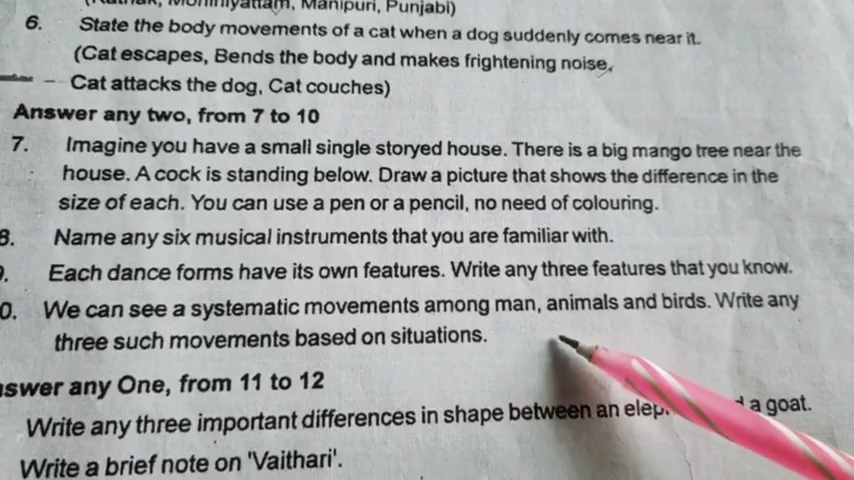 Mohiniyattam, Manipuri, Punjabi)
6. State the body movements of a cat when a dog suddenly comes near it.
(Cat escapes, Bends the body and makes frightening noise,
Cat attacks the dog, Cat couches)
Answer any two, from 7 to 10
7. Imagine you have a small single storyed house. There is a big mango tree near the
house. A cock is standing below. Draw a picture that shows the difference in the
size of each. You can use a pen or a pencil, no need of colouring.
8. Name any six musical instruments that you are familiar with.
9. Each dance forms have its own features. Write any three features that you know.
0. We can see a systematic movements among man, animals and birds. Write any
three such movements based on situations.
swer any One, from 11 to 12
Write any three important differences in shape between an elep a goat.
Write a brief note on 'Vaithari'.